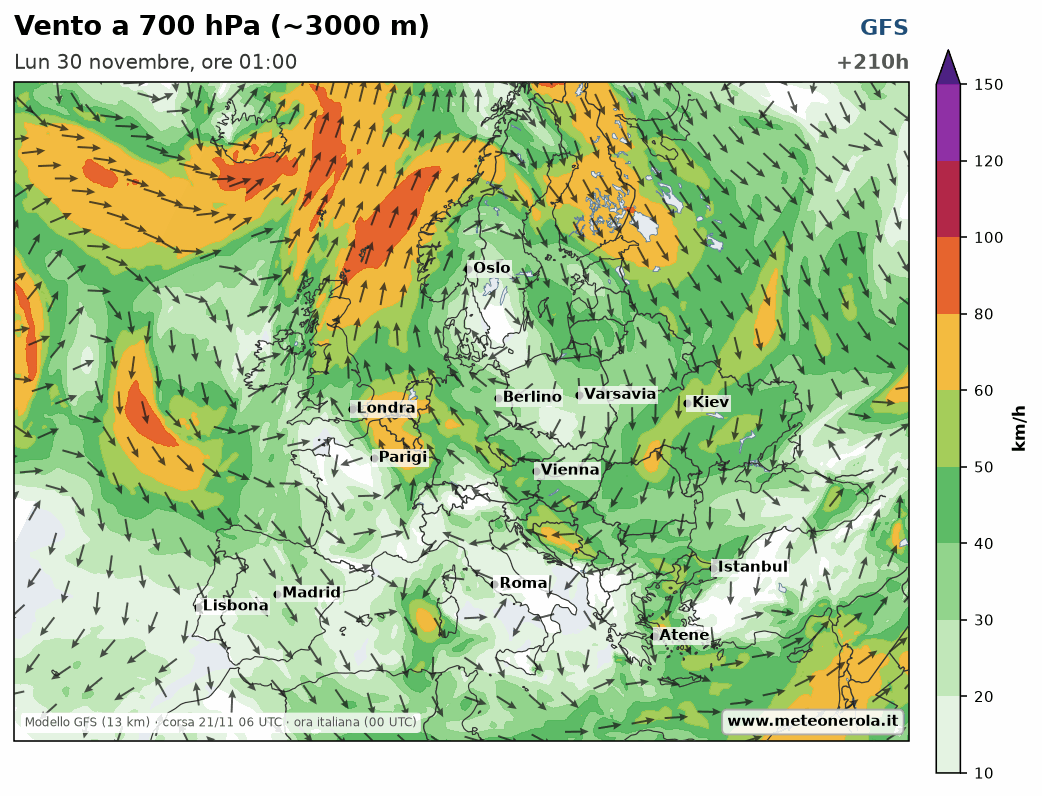 Vento a 700 hPa (~3000 m)
GFS
Lun 30 novembre, ore 01:00
+210h
150
120
100
80
60
50
40
30
20
10
km/h
Oslo
Londra
Berlino
Varsavia
Kiev
Parigi
Vienna
Istanbul
Roma
Madrid
Lisbona
Atene
Modello GFS (13 km) · corsa 21/11 06 UTC · ora italiana (00 UTC)
www.meteonerola.it